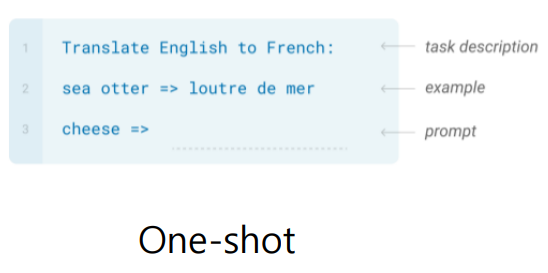 1 Translate English to French: task description
2 sea otter => loutre de mer example
3 cheese => prompt
One-shot